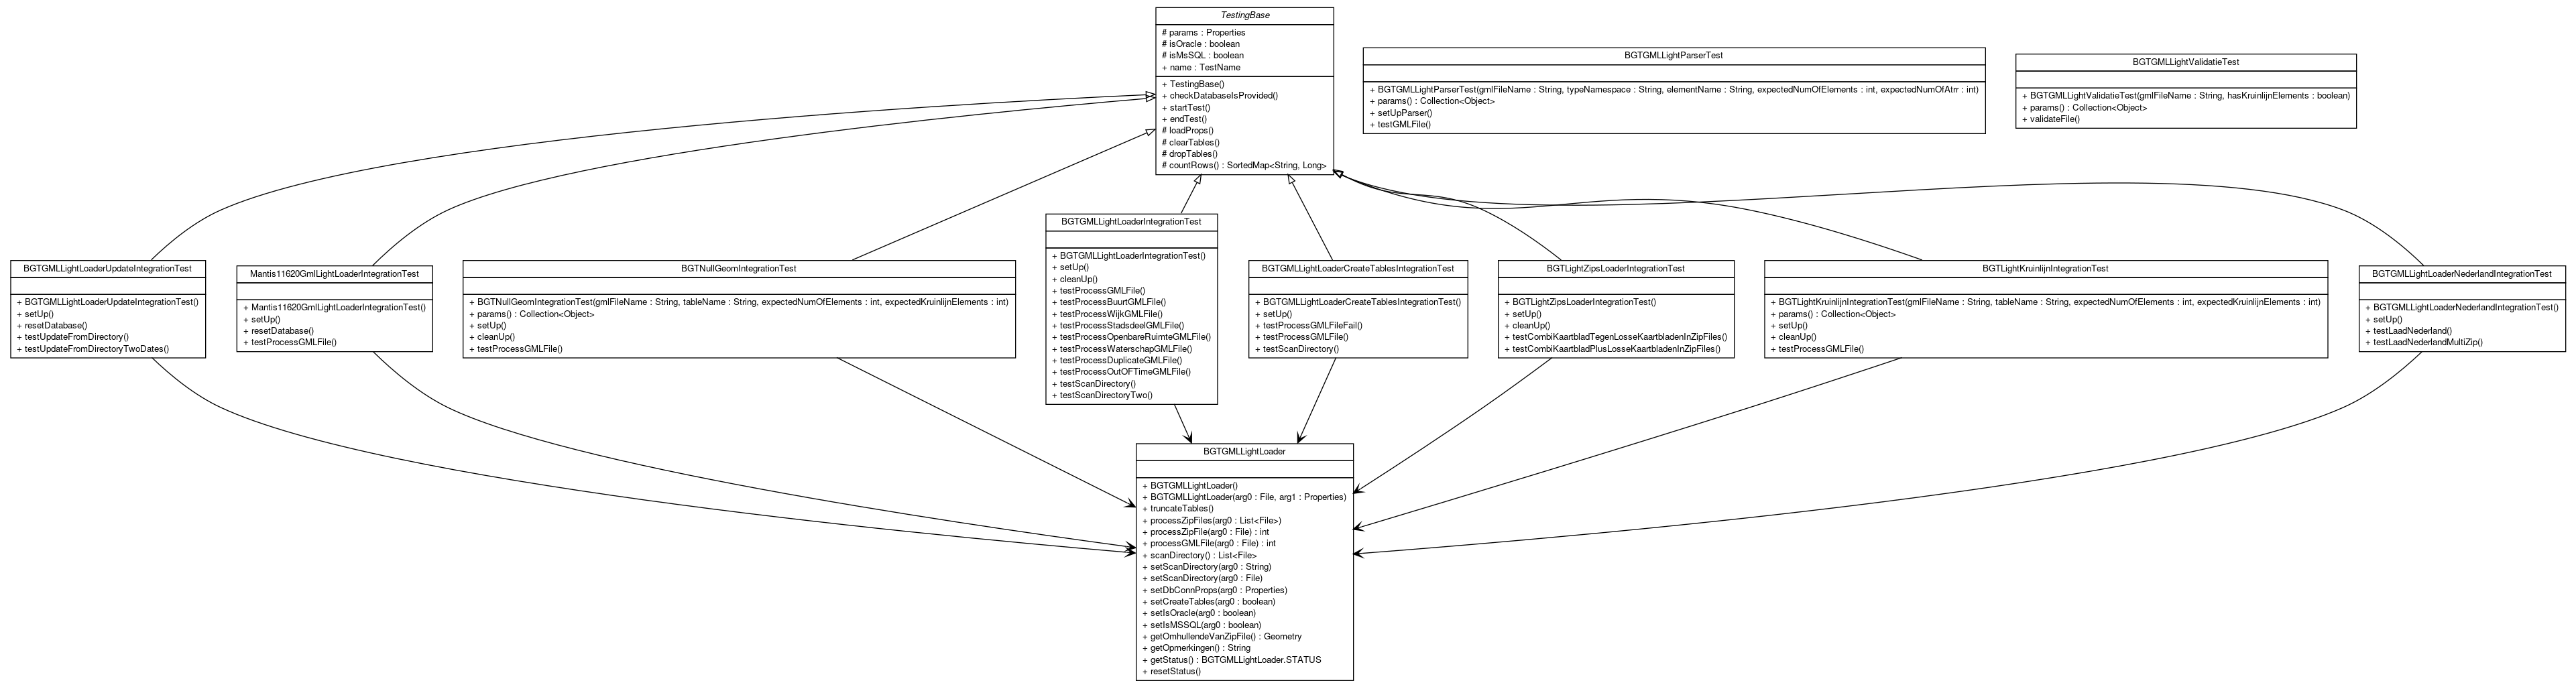 TestingBase
# params : Properties
# isOracle : boolean
# isMsSQL : boolean
+ name : TestName
+ TestingBase()
+ checkDatabaseIsProvided()
+ startTest()
+ endTest()
# loadProps()
# clearTables()
# dropTables()
# countRows() : SortedMap<String, Long>
BGTGMLLightParserTest
+ BGTGMLLightParserTest(gmlFileName : String, typeNamespace : String, elementName : String, expectedNumOfElements : int, expectedNumOfAtrr : int)
+ params() : Collection<Object>
+ setUpParser()
+ testGMLFile()
BGTGMLLightValidatieTest
+ BGTGMLLightValidatieTest(gmlFileName : String, hasKruinlijnElements : boolean)
+ params() : Collection<Object>
+ validateFile()
BGTGMLLightLoaderUpdateIntegrationTest
+ BGTGMLLightLoaderUpdateIntegrationTest()
+ setUp()
+ resetDatabase()
+ testUpdateFromDirectory()
+ testUpdateFromDirectoryTwoDates()
Mantis11620GmlLightLoaderIntegrationTest
+ Mantis11620GmlLightLoaderIntegrationTest()
+ setUp()
+ resetDatabase()
+ testProcessGMLFile()
BGTNullGeomIntegrationTest
+ BGTNullGeomIntegrationTest(gmlFileName : String, tableName : String, expectedNumOfElements : int, expectedKruinlijnElements : int)
+ params() : Collection<Object>
+ setUp()
+ cleanUp()
+ testProcessGMLFile()
BGTGMLLightLoaderIntegrationTest
+ BGTGMLLightLoaderIntegrationTest()
+ setUp()
+ cleanUp()
+ testProcessGMLFile()
+ testProcessBuurtGMLFile()
+ testProcessWijkGMLFile()
+ testProcessStadsdeelGMLFile()
+ testProcessOpenbareRuimteGMLFile()
+ testProcessWaterschapGMLFile()
+ testProcessDuplicateGMLFile()
+ testProcessOutOFTimeGMLFile()
+ testScanDirectory()
+ testScanDirectoryTwo()
BGTGMLLightLoaderCreateTablesIntegrationTest
+ BGTGMLLightLoaderCreateTablesIntegrationTest()
+ setUp()
+ testProcessGMLFileFail()
+ testProcessGMLFile()
+ testScanDirectory()
BGTLightZipsLoaderIntegrationTest
+ BGTLightZipsLoaderIntegrationTest()
+ setUp()
+ cleanUp()
+ testCombiKaartbladTegenLosseKaartbladenInZipFiles()
+ testCombiKaartbladPlusLosseKaartbladenInZipFiles()
BGTLightKruinlijnIntegrationTest
+ BGTLightKruinlijnIntegrationTest(gmlFileName : String, tableName : String, expectedNumOfElements : int, expectedKruinlijnElements : int)
+ params() : Collection<Object>
+ setUp()
+ cleanUp()
+ testProcessGMLFile()
BGTGMLLightLoaderNederlandIntegrationTest
+ BGTGMLLightLoaderNederlandIntegrationTest()
+ setUp()
+ testLaadNederland()
+ testLaadNederlandMultiZip()
BGTGMLLightLoader
+ BGTGMLLightLoader()
+ BGTGMLLightLoader(arg0 : File, arg1 : Properties)
+ truncateTables()
+ processZipFiles(arg0 : List<File>)
+ processZipFile(arg0 : File) : int
+ processGMLFile(arg0 : File) : int
+ scanDirectory() : List<File>
+ setScanDirectory(arg0 : String)
+ setScanDirectory(arg0 : File)
+ setDbConnProps(arg0 : Properties)
+ setCreateTables(arg0 : boolean)
+ setIsOracle(arg0 : boolean)
+ setIsMSSQL(arg0 : boolean)
+ getOmhullendeVanZipFile() : Geometry
+ getOpmerkingen() : String
+ getStatus() : BGTGMLLightLoader.STATUS
+ resetStatus()